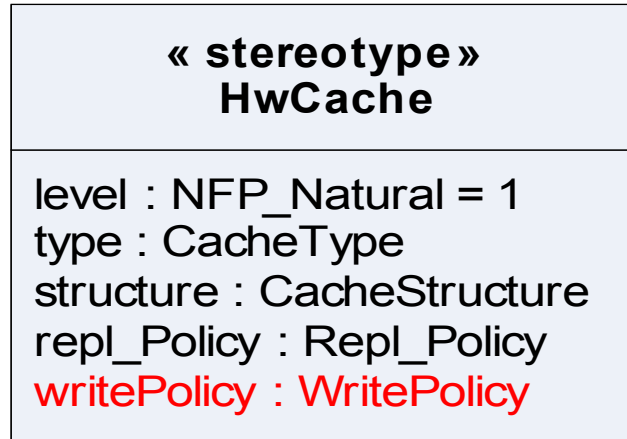 « stereotype»
HwCache
level : NFP_Natural = 1
type : CacheType
structure : CacheStructure
repl_Policy : Repl_Policy
writePolicy : WritePolicy